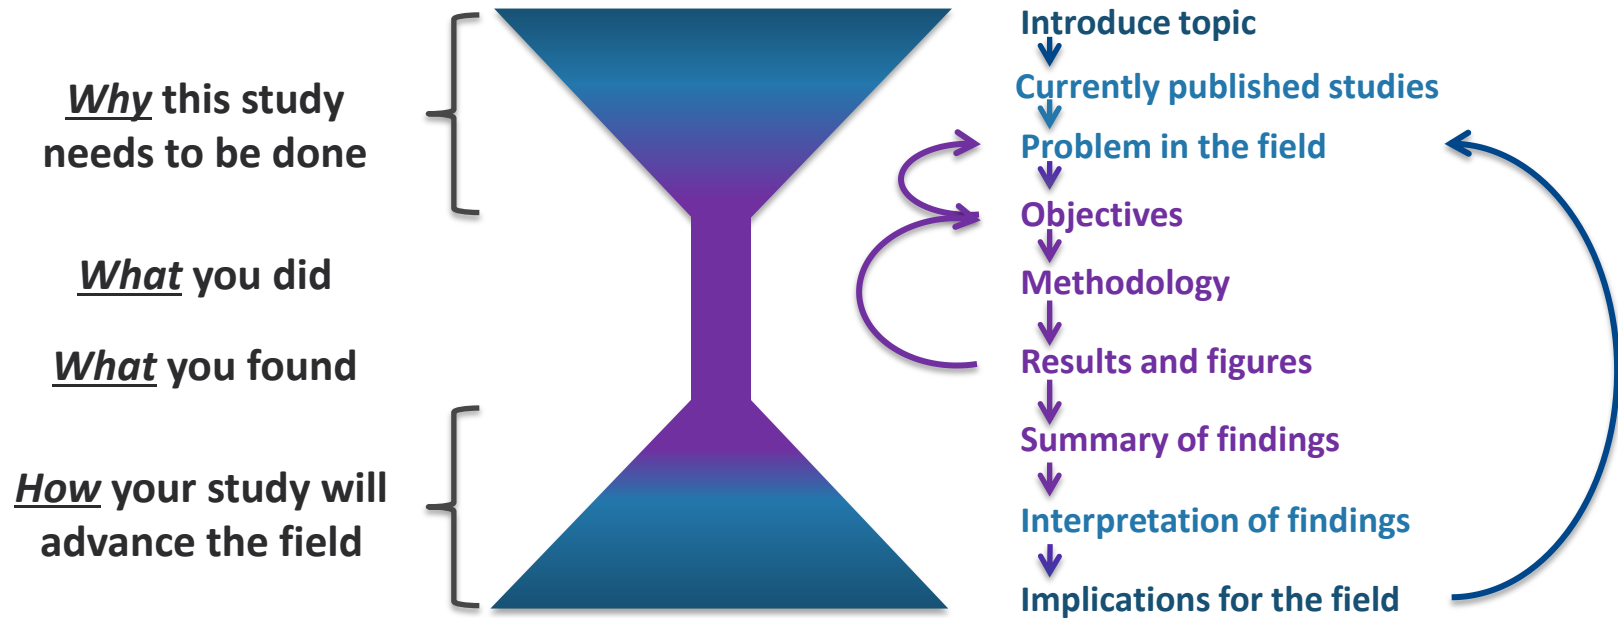 Why this study
needs to be done
What you did
What you found
How your study will
advance the field
Introduce topic
Currently published studies
Problem in the field
Objectives
Methodology
Results and figures
Summary of findings
Interpretation of findings
Implications for the field